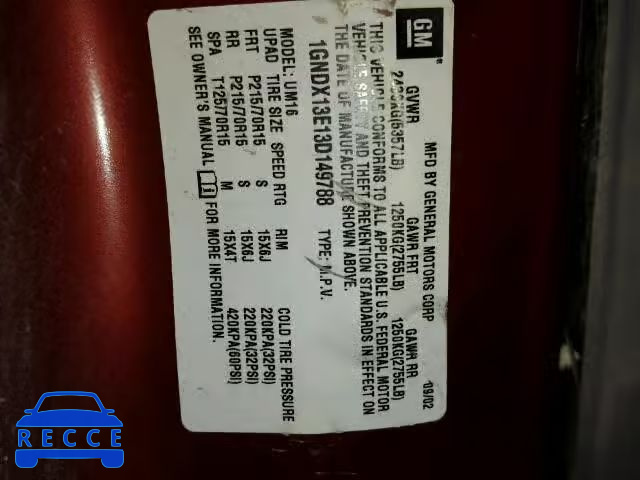 GM
MFD BY GENERAL MOTORS CORP 09/02
GVWR GAWR FRT GAWR RR
(5357LB) 1250KG(2755LB) 1250KG(2755LB)
THIS VEHICLE CONFORMS TO ALL APPLICABLE U.S. FEDERAL MOTOR
VEHICLE SAFETY AND THEFT PREVENTION STANDARDS IN EFFECT ON
THE DATE OF MANUFACTURE SHOWN ABOVE.
1GNDX13E13D149788 TYPE: M.P.V.
MODEL: UM16
UPAD TIRE SIZE SPEED RTG RIM COLD TIRE PRESSURE
FRT P215/70R15 S 15X6J 220KPA(32PSI)
RR P215/70R15 S 15X6J 220KPA(32PSI)
SPA T125/70R15 M 15X4T 420KPA(60PSI)
SEE OWNER'S MANUAL FOR MORE INFORMATION.
RECCE